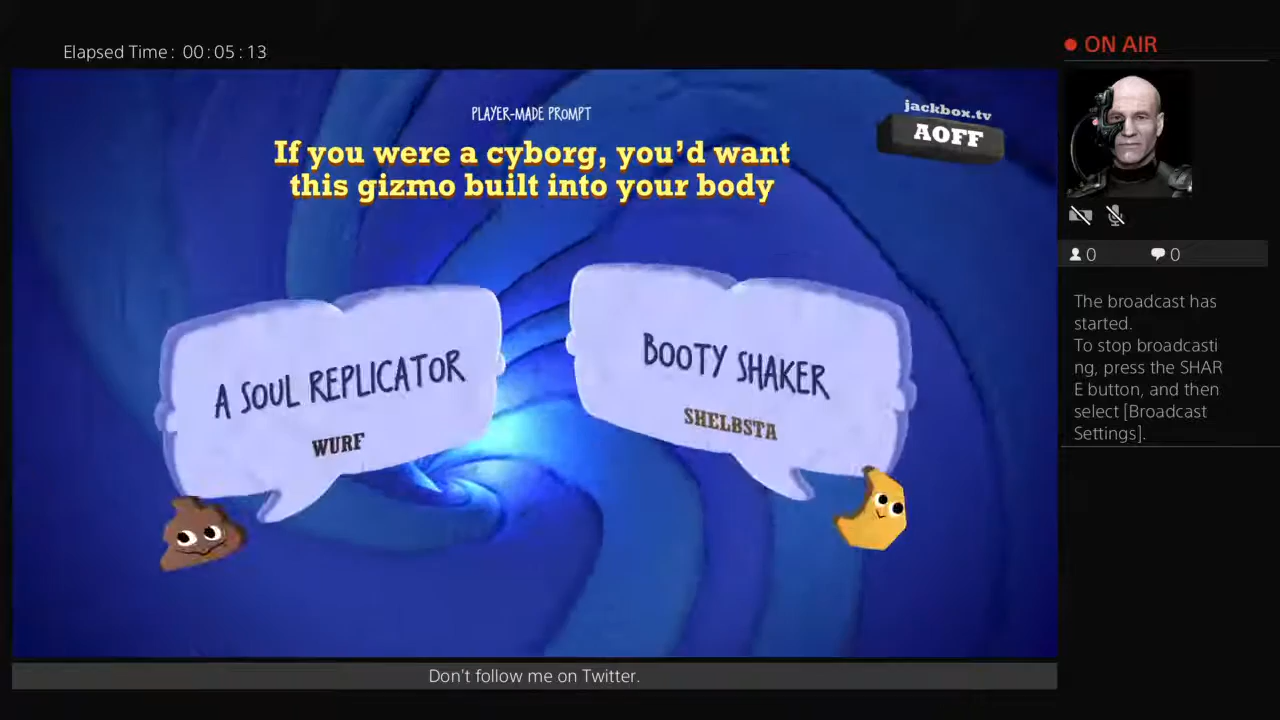 Elapsed Time: 00:05:13
ON AIR
PLAYER-MADE PROMPT
If you were a cyborg, you'd want
this gizmo built into your body
jackbox.tv
AOFF
0
0
The broadcast has
started.
To stop broadcasti
ng, press the SHAR
E button, and then
select [Broadcast
Settings].
A SOUL REPLICATOR
WURF
BOOTY SHAKER
SHELBSTA
Don't follow me on Twitter.